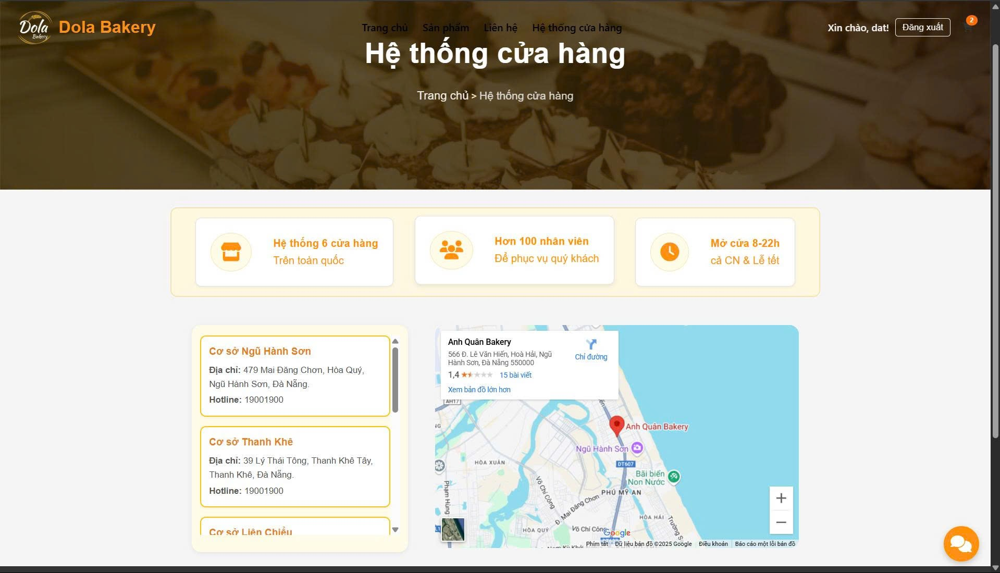 Dola
Bakery
Dola Bakery
Trang chủ
Sản phẩm
Liên hệ
Hệ thống cửa hàng
Xin chào, dat!
Đăng xuất
2
Hệ thống cửa hàng
Trang chủ > Hệ thống cửa hàng
Hệ thống 6 cửa hàng
Trên toàn quốc
Hơn 100 nhân viên
Để phục vụ quý khách
Mở cửa 8-22h
cả CN & Lễ tết
Cơ sở Ngũ Hành Sơn
Địa chỉ: 479 Mai Đăng Chơn, Hòa Quý,
Ngũ Hành Sơn, Đà Nẵng.
Hotline: 19001900
Cơ sở Thanh Khê
Địa chỉ: 39 Lý Thái Tông, Thanh Khê Tây,
Thanh Khê, Đà Nẵng.
Hotline: 19001900
Cơ sở Liên Chiểu
Anh Quân Bakery
566 Đ. Lê Văn Hiến, Hoà Hải, Ngũ
Hành Sơn, Đà Nẵng 550000
Chỉ đường
1,4
15 bài viết
Xem bản đồ lớn hơn
AH17
Anh Quân Bakery
Ngũ Hành Sơn
DT607
HÒA XUÂN
Bãi biển
Non Nước
Phạm Hùng
Võ Chí Công
PHÚ MỸ AN
Đ. Mai Đăng Chơn
HÒA HẢI
HÒA QUÝ
Võ Chí Công
Google
Phím tắt
Dữ liệu bản đồ ©2025 Google
Điều khoản
Báo cáo một lỗi bản đồ